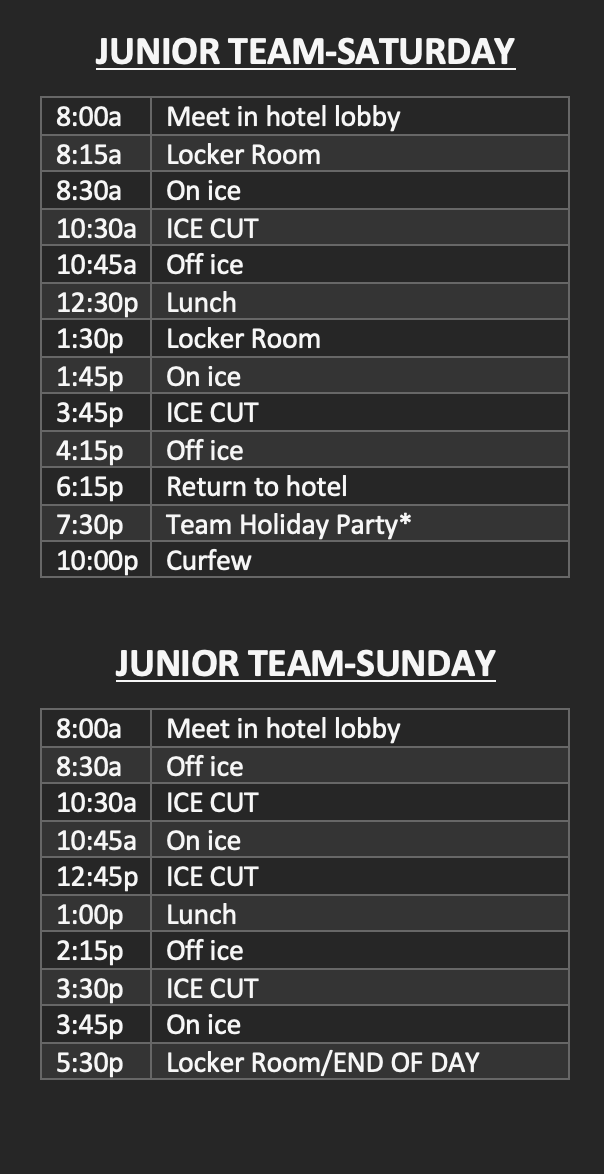 JUNIOR TEAM-SATURDAY
8:00a Meet in hotel lobby
8:15a Locker Room
8:30a On ice
10:30a ICE CUT
10:45a Off ice
12:30p Lunch
1:30p Locker Room
1:45p On ice
3:45p ICE CUT
4:15p Off ice
6:15p Return to hotel
7:30p Team Holiday Party*
10:00p Curfew
JUNIOR TEAM-SUNDAY
8:00a Meet in hotel lobby
8:30a Off ice
10:30a ICE CUT
10:45a On ice
12:45p ICE CUT
1:00p Lunch
2:15p Off ice
3:30p ICE CUT
3:45p On ice
5:30p Locker Room/END OF DAY